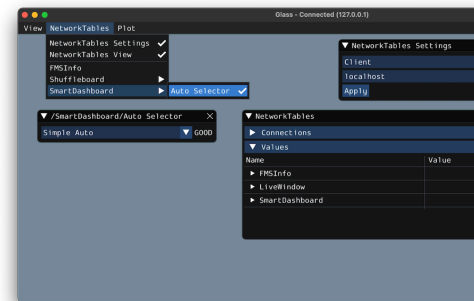 Glass - Connected (127.0.0.1)
View NetworkTables Plot
NetworkTables Settings
NetworkTables View
FMSInfo
Shuffleboard
SmartDashboard
Auto Selector
NetworkTables Settings
Client
localhost
Apply
/SmartDashboard/Auto Selector
Simple Auto GOOD
NetworkTables
Connections
Values
Name Value
FMSInfo
LiveWindow
SmartDashboard